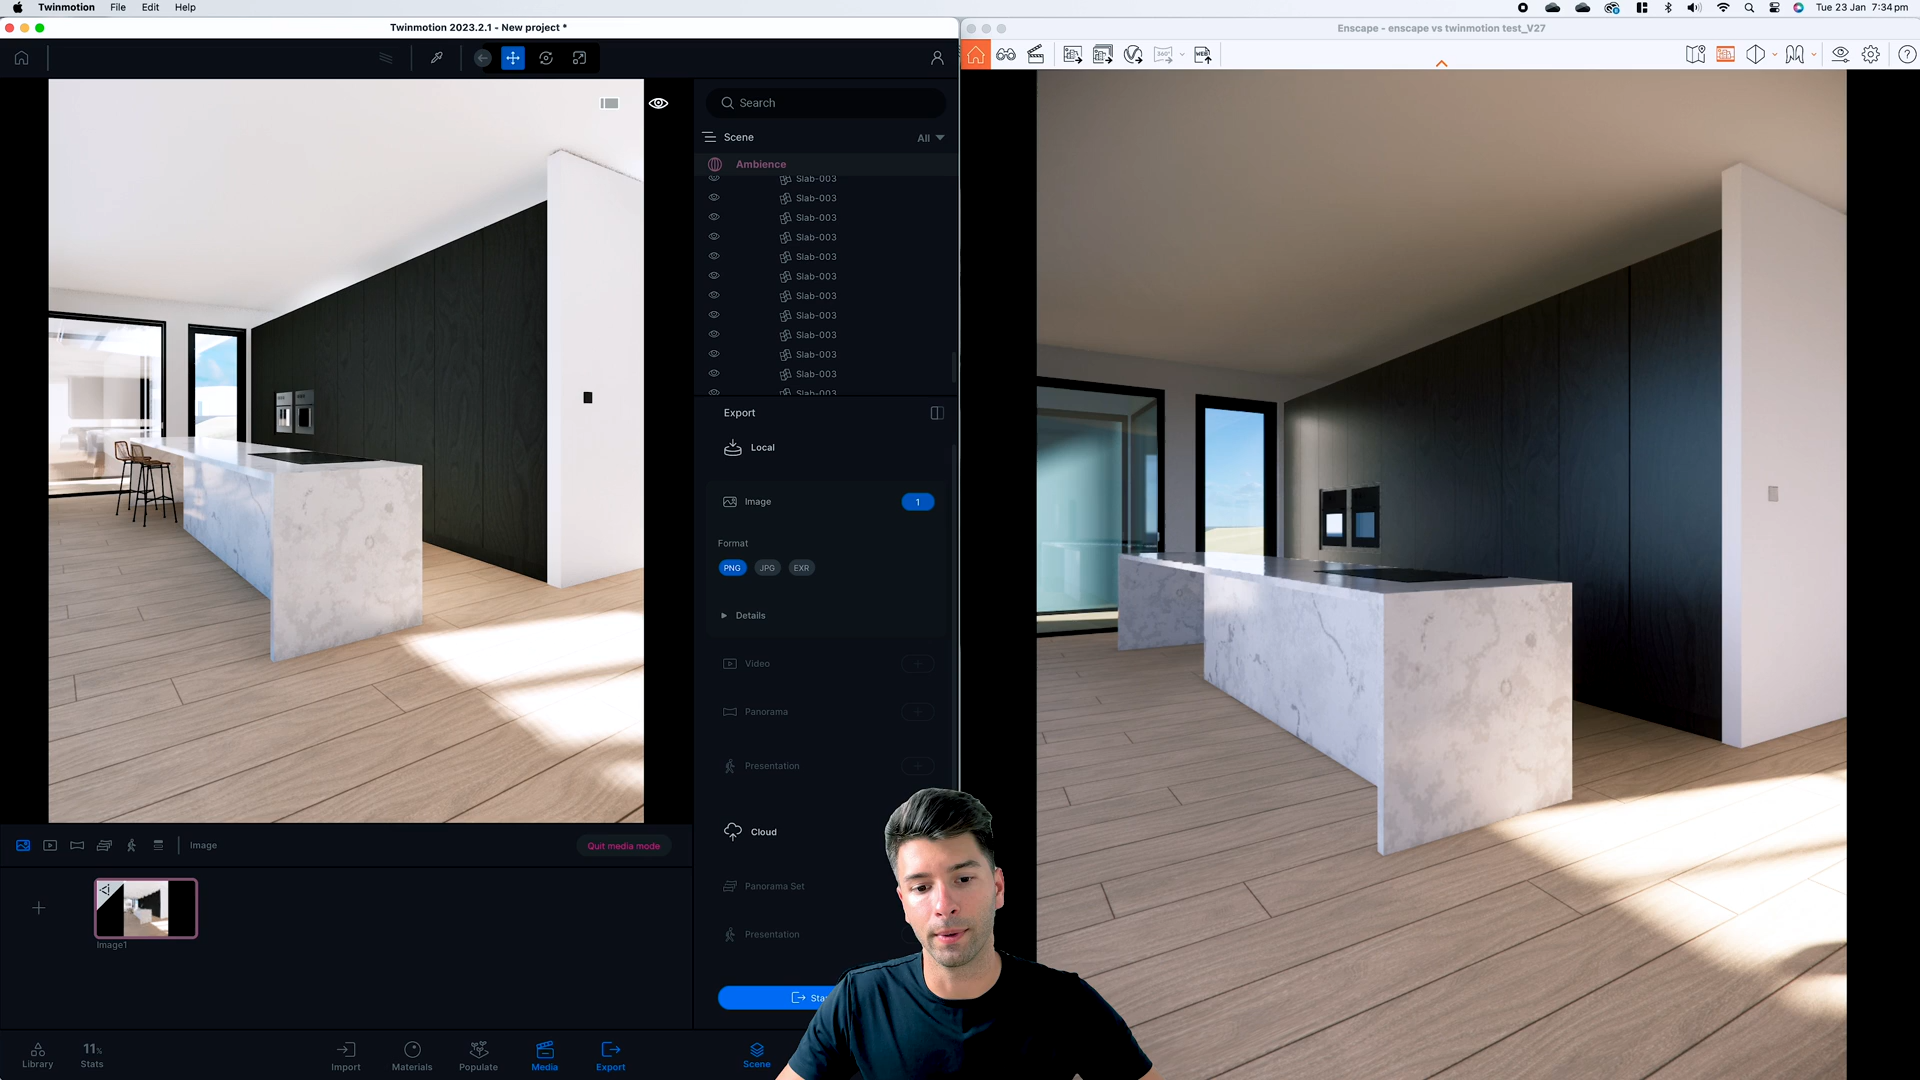 Twinmotion File Edit Help
Tue 23 Jan 7:34 pm
Twinmotion 2023.2.1 - New project *
Enscape - enscape vs twinmotion test_V27
360°
WEB
Search
Scene All
Ambience
Slab-003
Slab-003
Slab-003
Slab-003
Slab-003
Slab-003
Slab-003
Slab-003
Slab-003
Slab-003
Slab-003
Slab-003
Export
Local
Image 1
Format
PNG JPG EXR
Details
Video
Panorama
Presentation
Cloud
Panorama Set
Presentation
Image
Quit media mode
Image1
11%
Library Stats Import Materials Populate Media Export Scene